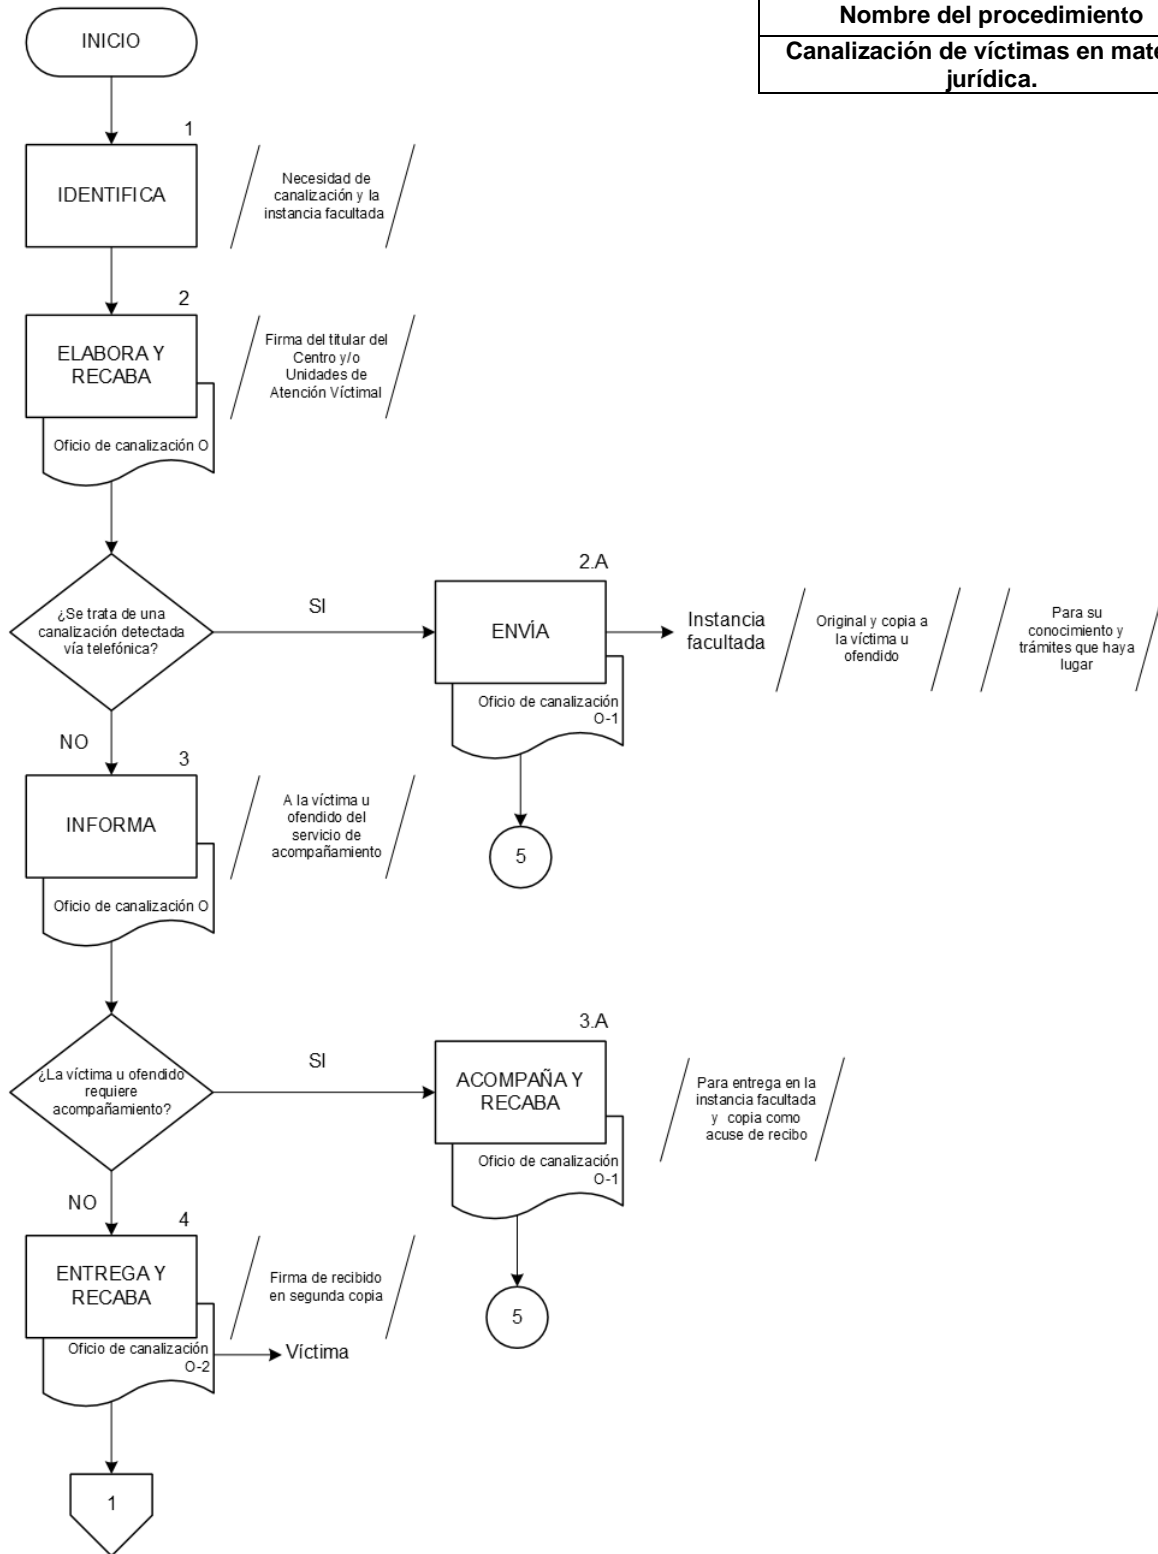 Nombre del procedimiento
Canalización de víctimas en mate
jurídica.
INICIO
1
IDENTIFICA
Necesidad de
canalización y la
instancia facultada
2
ELABORA Y
RECABA
Firma del titular del
Centro y/o
Unidades de
Atención Víctimal
Oficio de canalización O
¿Se trata de una
canalización detectada
vía telefónica?
SI
2.A
ENVÍA
Oficio de canalización
O-1
Instancia
facultada
Original y copia a
la víctima u
ofendido
Para su
conocimiento y
trámites que haya
lugar
5
NO
3
INFORMA
A la víctima u
ofendido del
servicio de
acompañamiento
Oficio de canalización O
¿La víctima u ofendido
requiere
acompañamiento?
SI
3.A
ACOMPAÑA Y
RECABA
Oficio de canalización
O-1
Para entrega en la
instancia facultada
y copia como
acuse de recibo
5
NO
4
ENTREGA Y
RECABA
Firma de recibido
en segunda copia
Oficio de canalización
O-2
Víctima
1